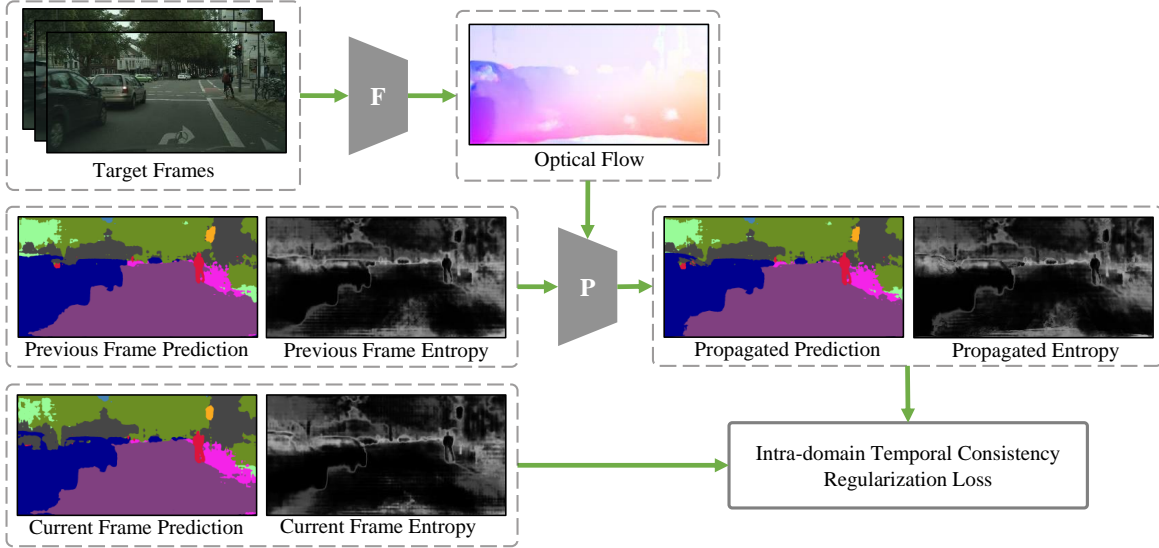 F
Target Frames
Optical Flow
P
Previous Frame Prediction
Previous Frame Entropy
Propagated Prediction
Propagated Entropy
Intra-domain Temporal Consistency
Regularization Loss
Current Frame Prediction
Current Frame Entropy